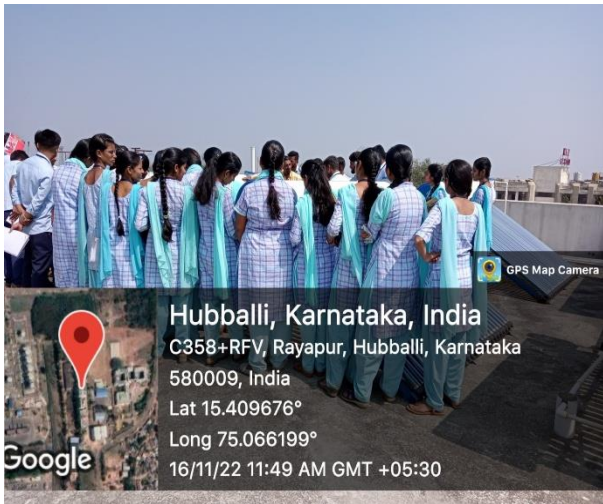 GPS Map Camera
Hubballi, Karnataka, India
C358+RFV, Rayapur, Hubballi, Karnataka
580009, India
Lat 15.409676°
Long 75.066199°
16/11/22 11:49 AM GMT +05:30
Google